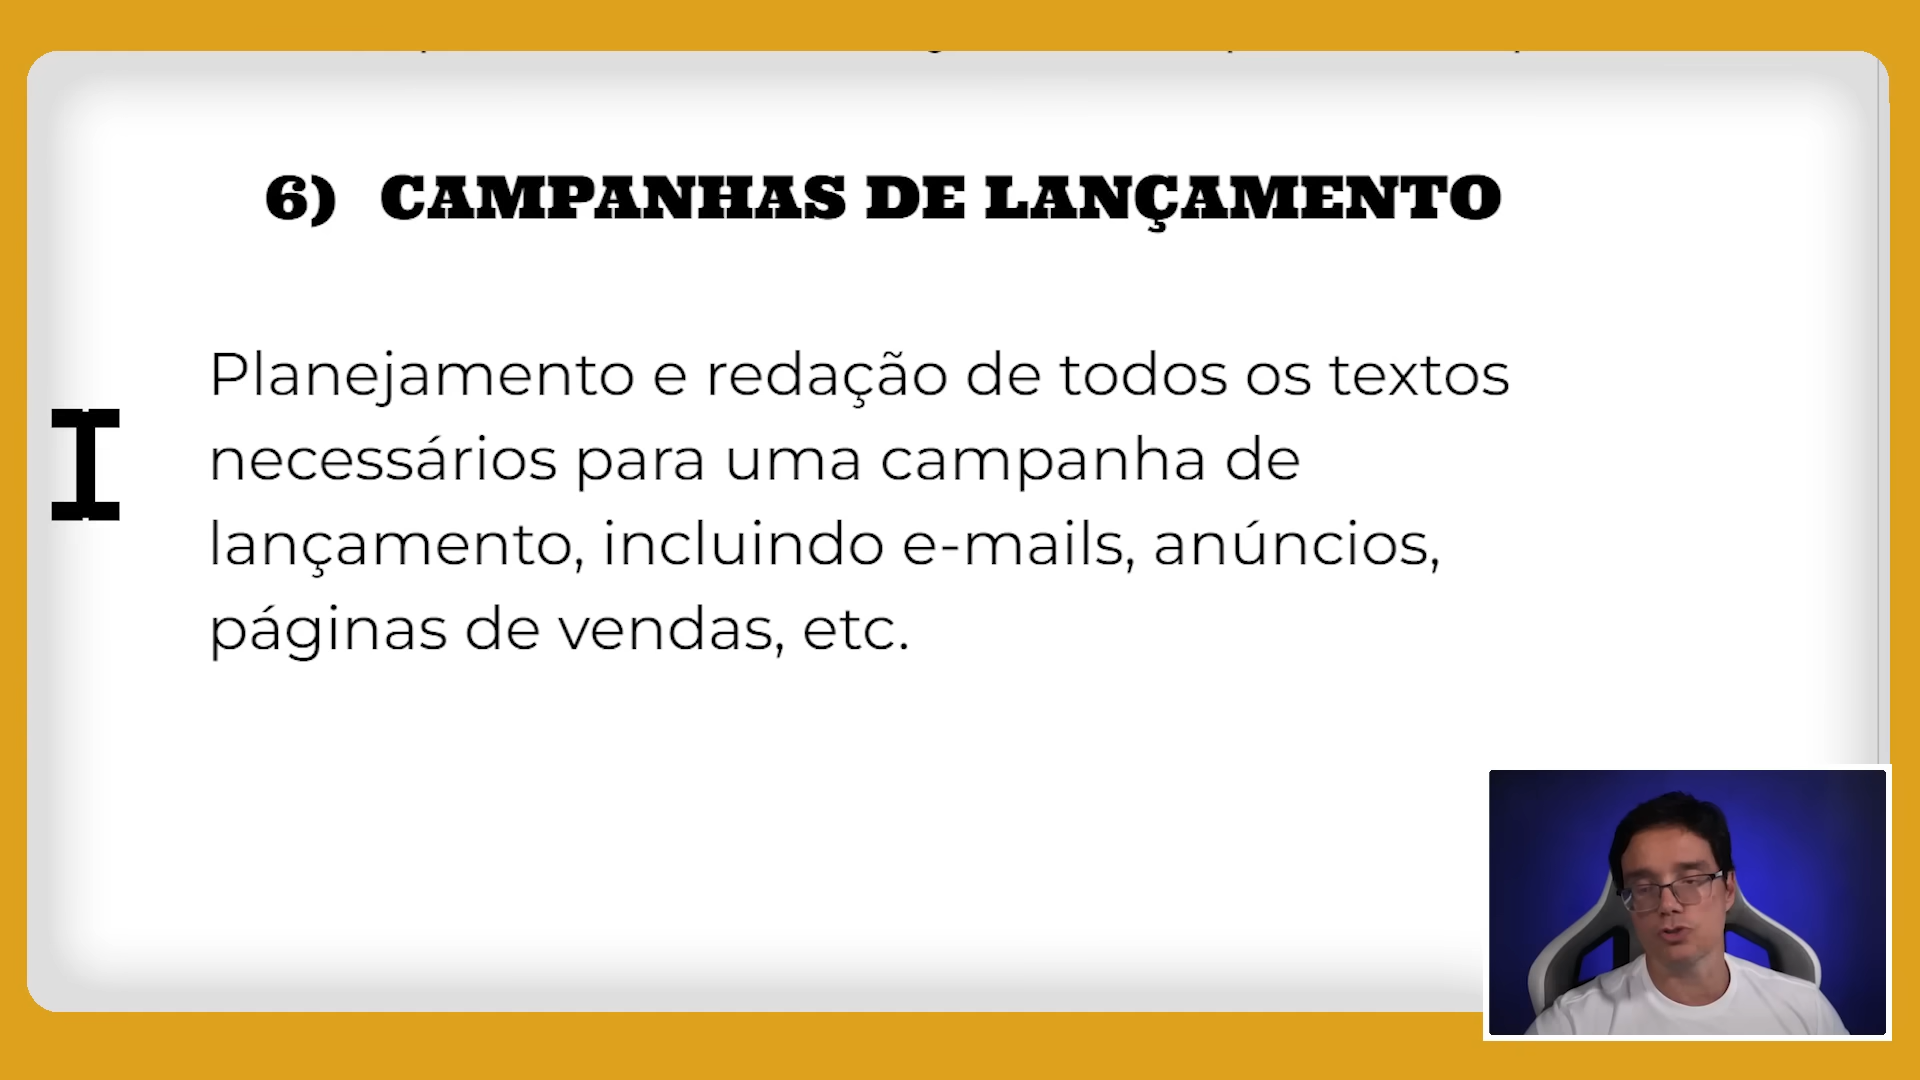 6) CAMPANHAS DE LANÇAMENTO
Planejamento e redação de todos os textos
necessários para uma campanha de
lançamento, incluindo e-mails, anúncios,
páginas de vendas, etc.